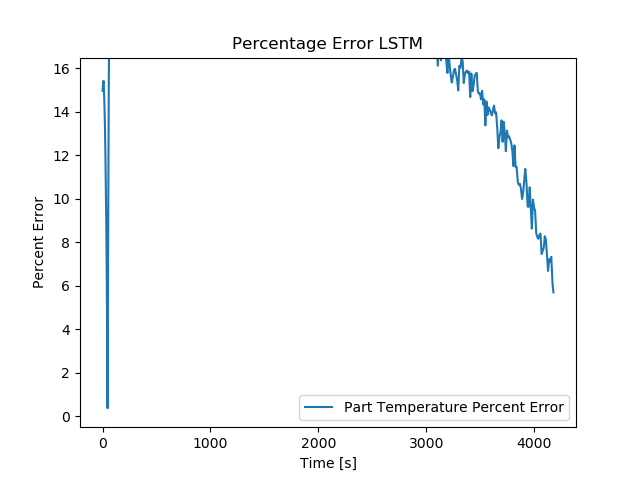 Percentage Error LSTM
16
14
12
10
8
6
4
2
0
Percent Error
Part Temperature Percent Error
0 1000 2000 3000 4000
Time [s]